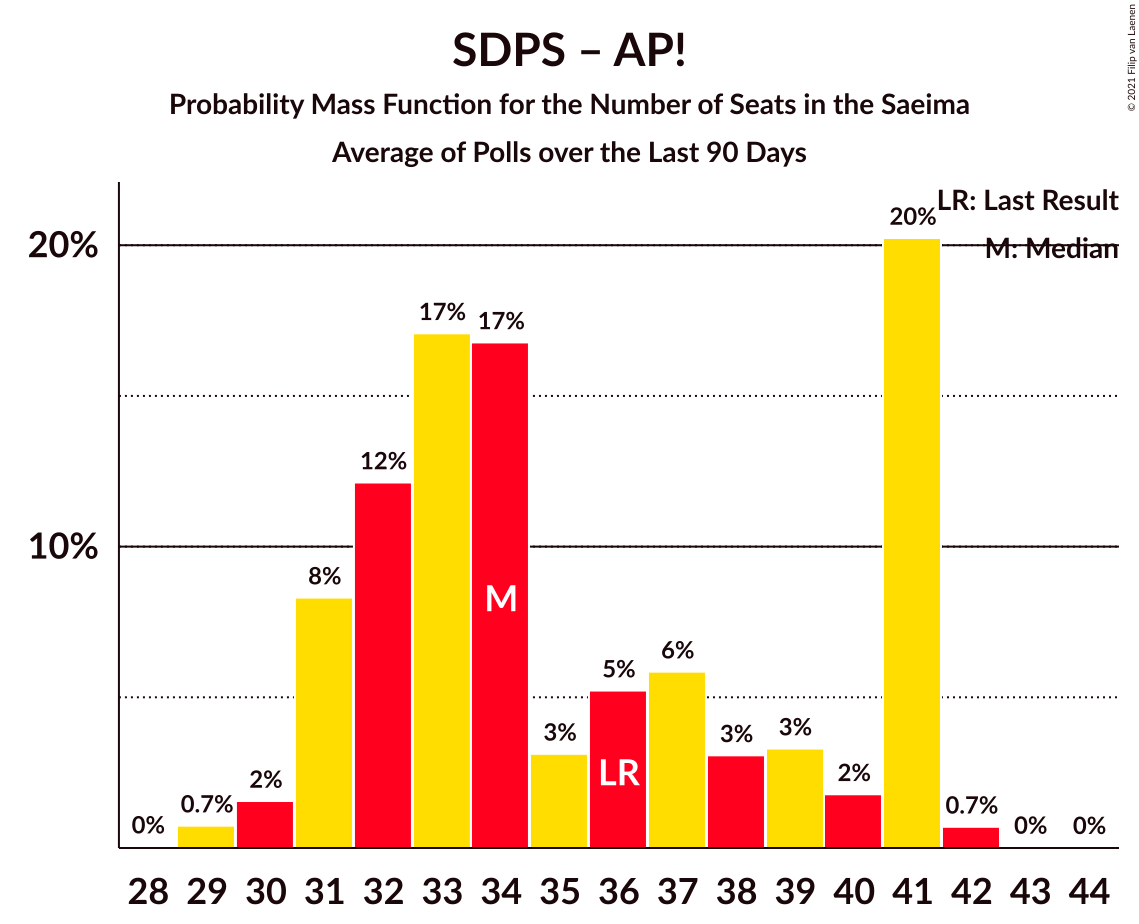 SDPS – AP!
Probability Mass Function for the Number of Seats in the Saeima
Average of Polls over the Last 90 Days
© 2021 Filip van Laenen
LR: Last Result
M: Median
20%
10%
0%
0.7%
2%
8%
12%
17%
17%
3%
5%
6%
3%
3%
2%
20%
0.7%
0%
0%
M
LR
28 29 30 31 32 33 34 35 36 37 38 39 40 41 42 43 44